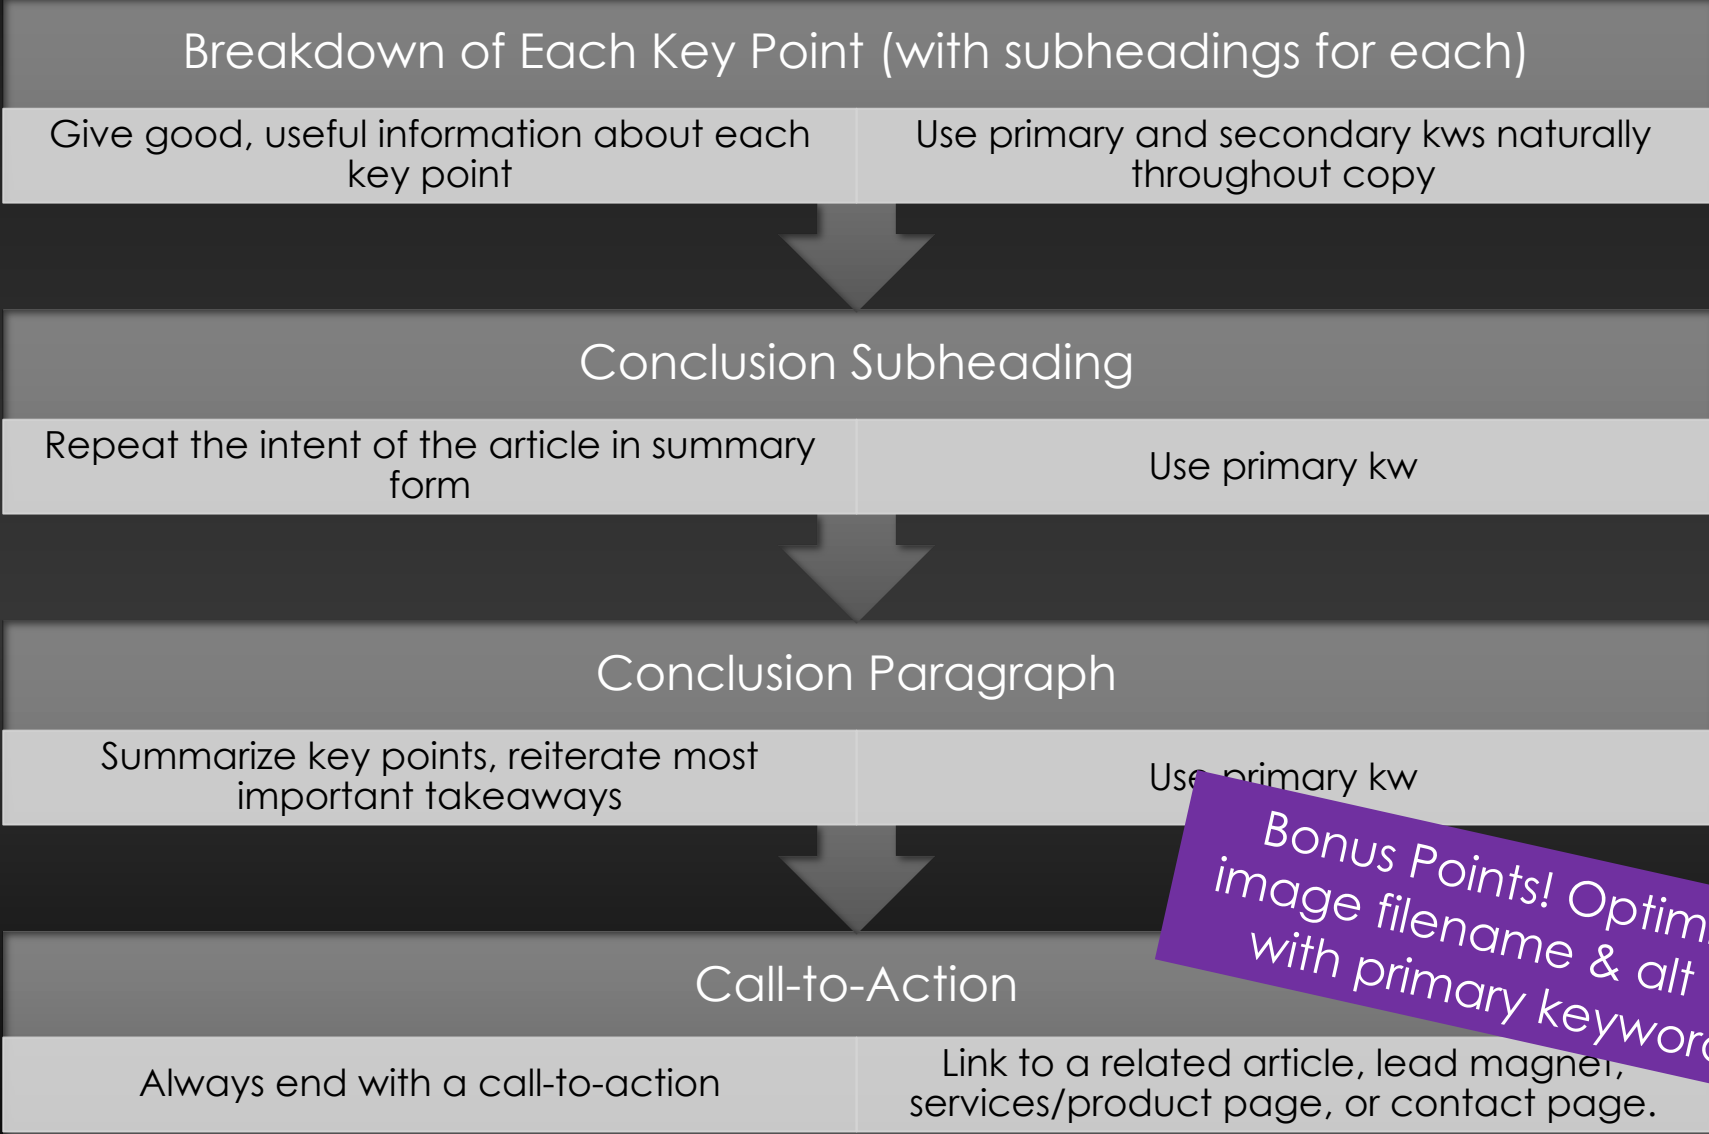 Breakdown of Each Key Point (with subheadings for each)
Give good, useful information about each
key point
Use primary and secondary kws naturally
throughout copy
Conclusion Subheading
Repeat the intent of the article in summary
form
Use primary kw
Conclusion Paragraph
Summarize key points, reiterate most
important takeaways
Use primary kw
Bonus Points!
image filename & alt
with primary
Call-to-Action
Always end with a call-to-action
Link to a related article, lead magnet,
services/product page, or contact page.